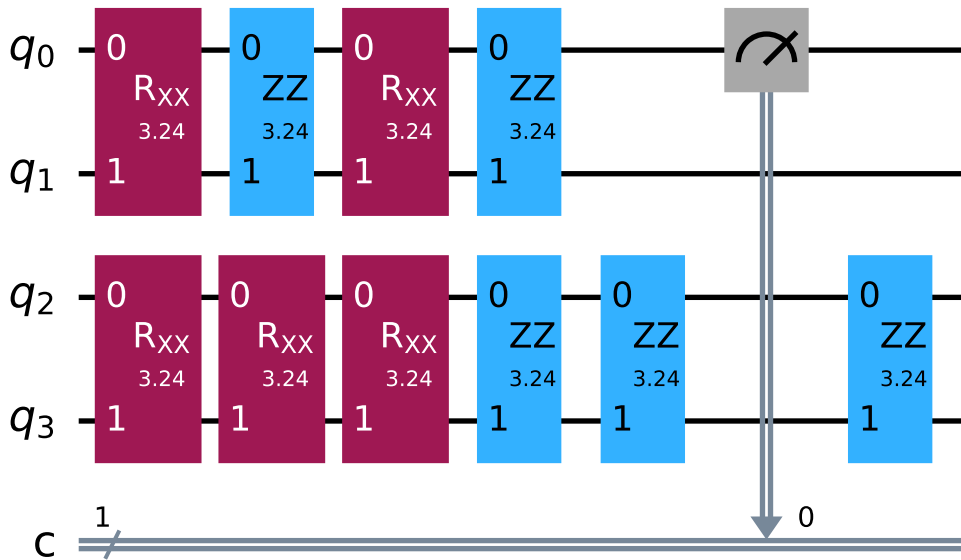 q0 0 0 0 0
RXX ZZ RXX ZZ
3.24 3.24 3.24 3.24
q1 1 1 1 1
q2 0 0 0 0 0 0
RXX RXX RXX ZZ ZZ ZZ
3.24 3.24 3.24 3.24 3.24 3.24
q3 1 1 1 1 1 1
1 0
c